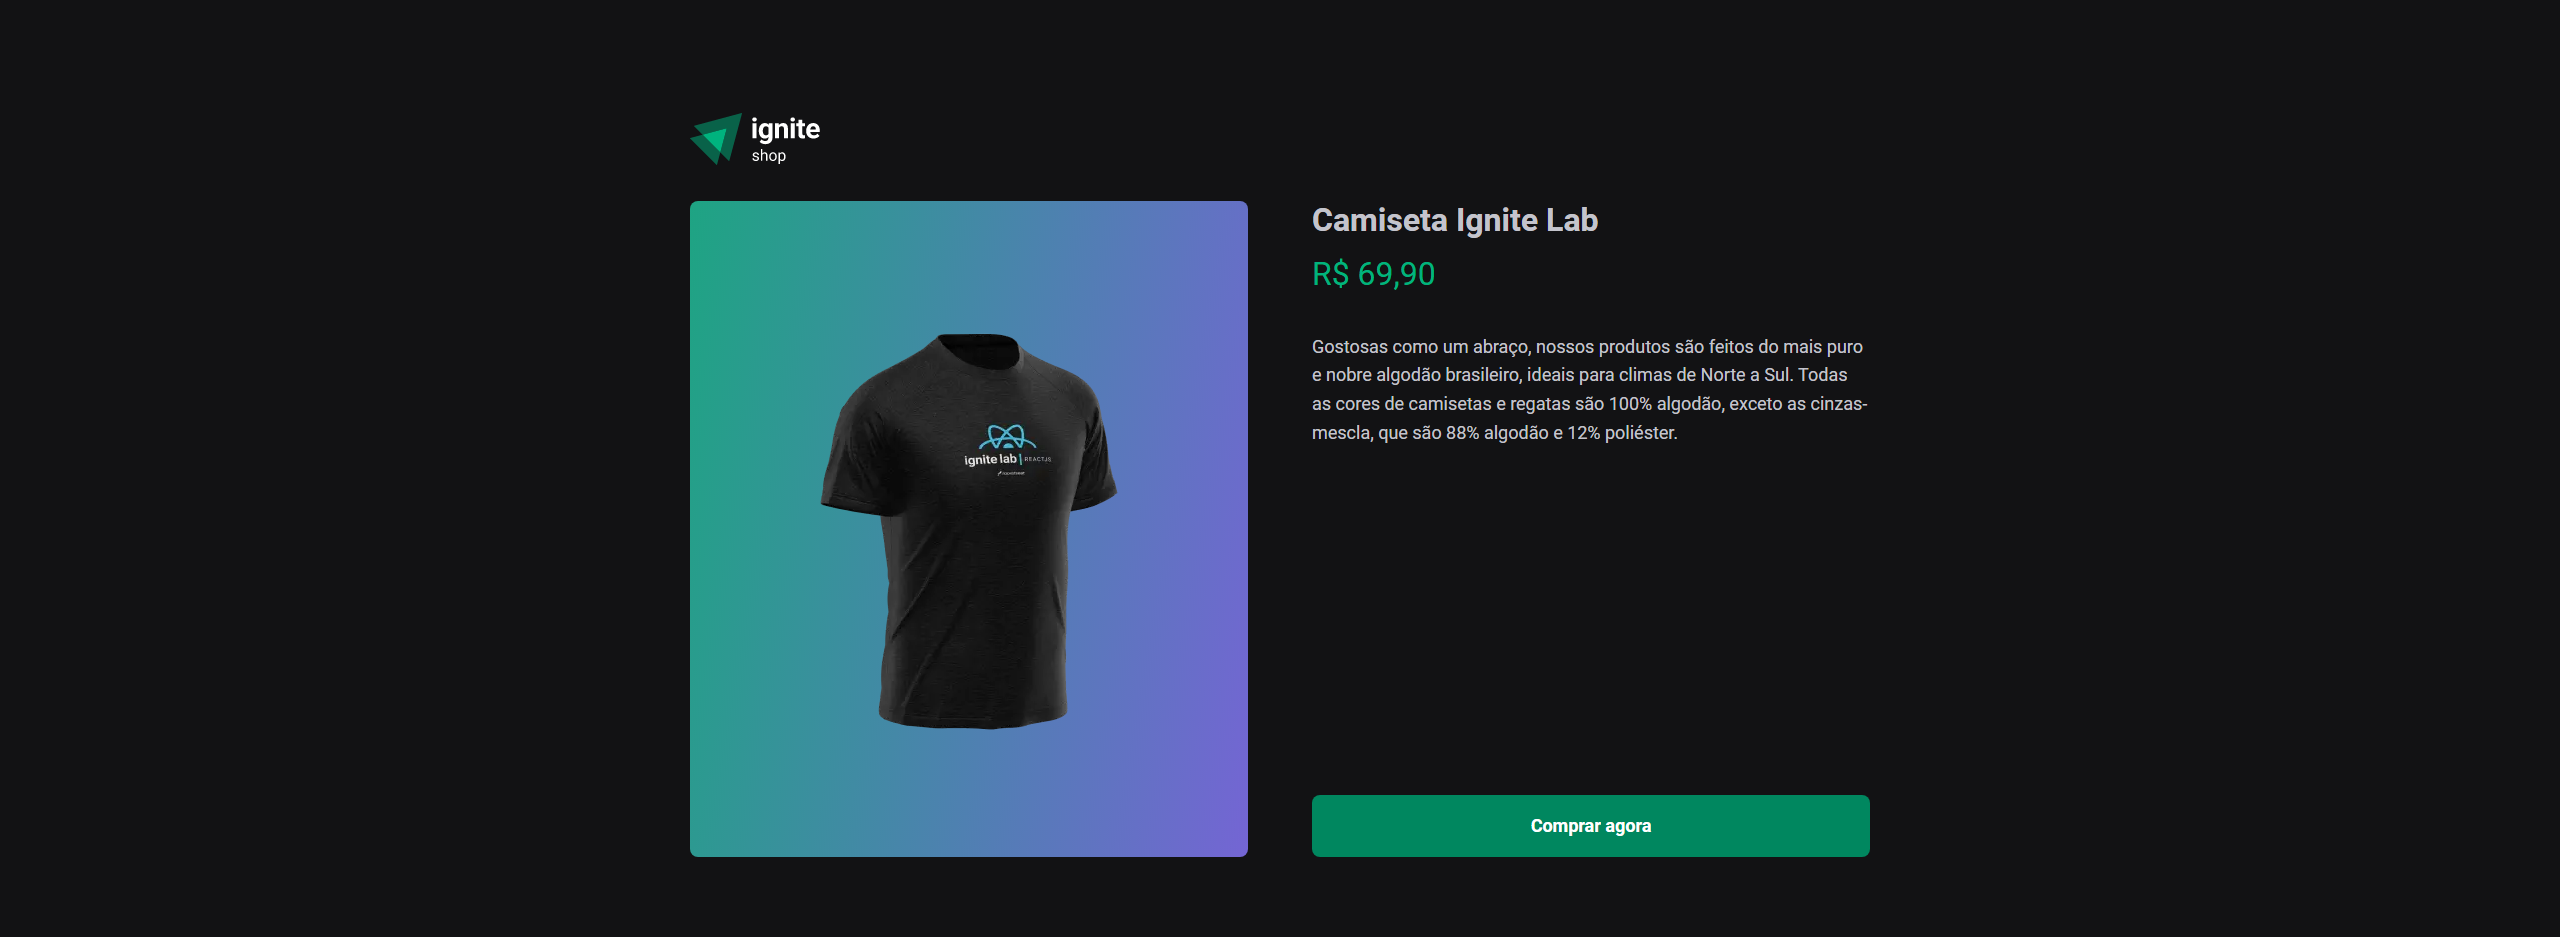 ignite
shop
Camiseta Ignite Lab
R$ 69,90
Gostosas como um abraço, nossos produtos são feitos do mais puro
e nobre algodão brasileiro, ideais para climas de Norte a Sul. Todas
as cores de camisetas e regatas são 100% algodão, exceto as cinzas-
mescla, que são 88% algodão e 12% poliéster.
ignite lab | REACTJS
Comprar agora